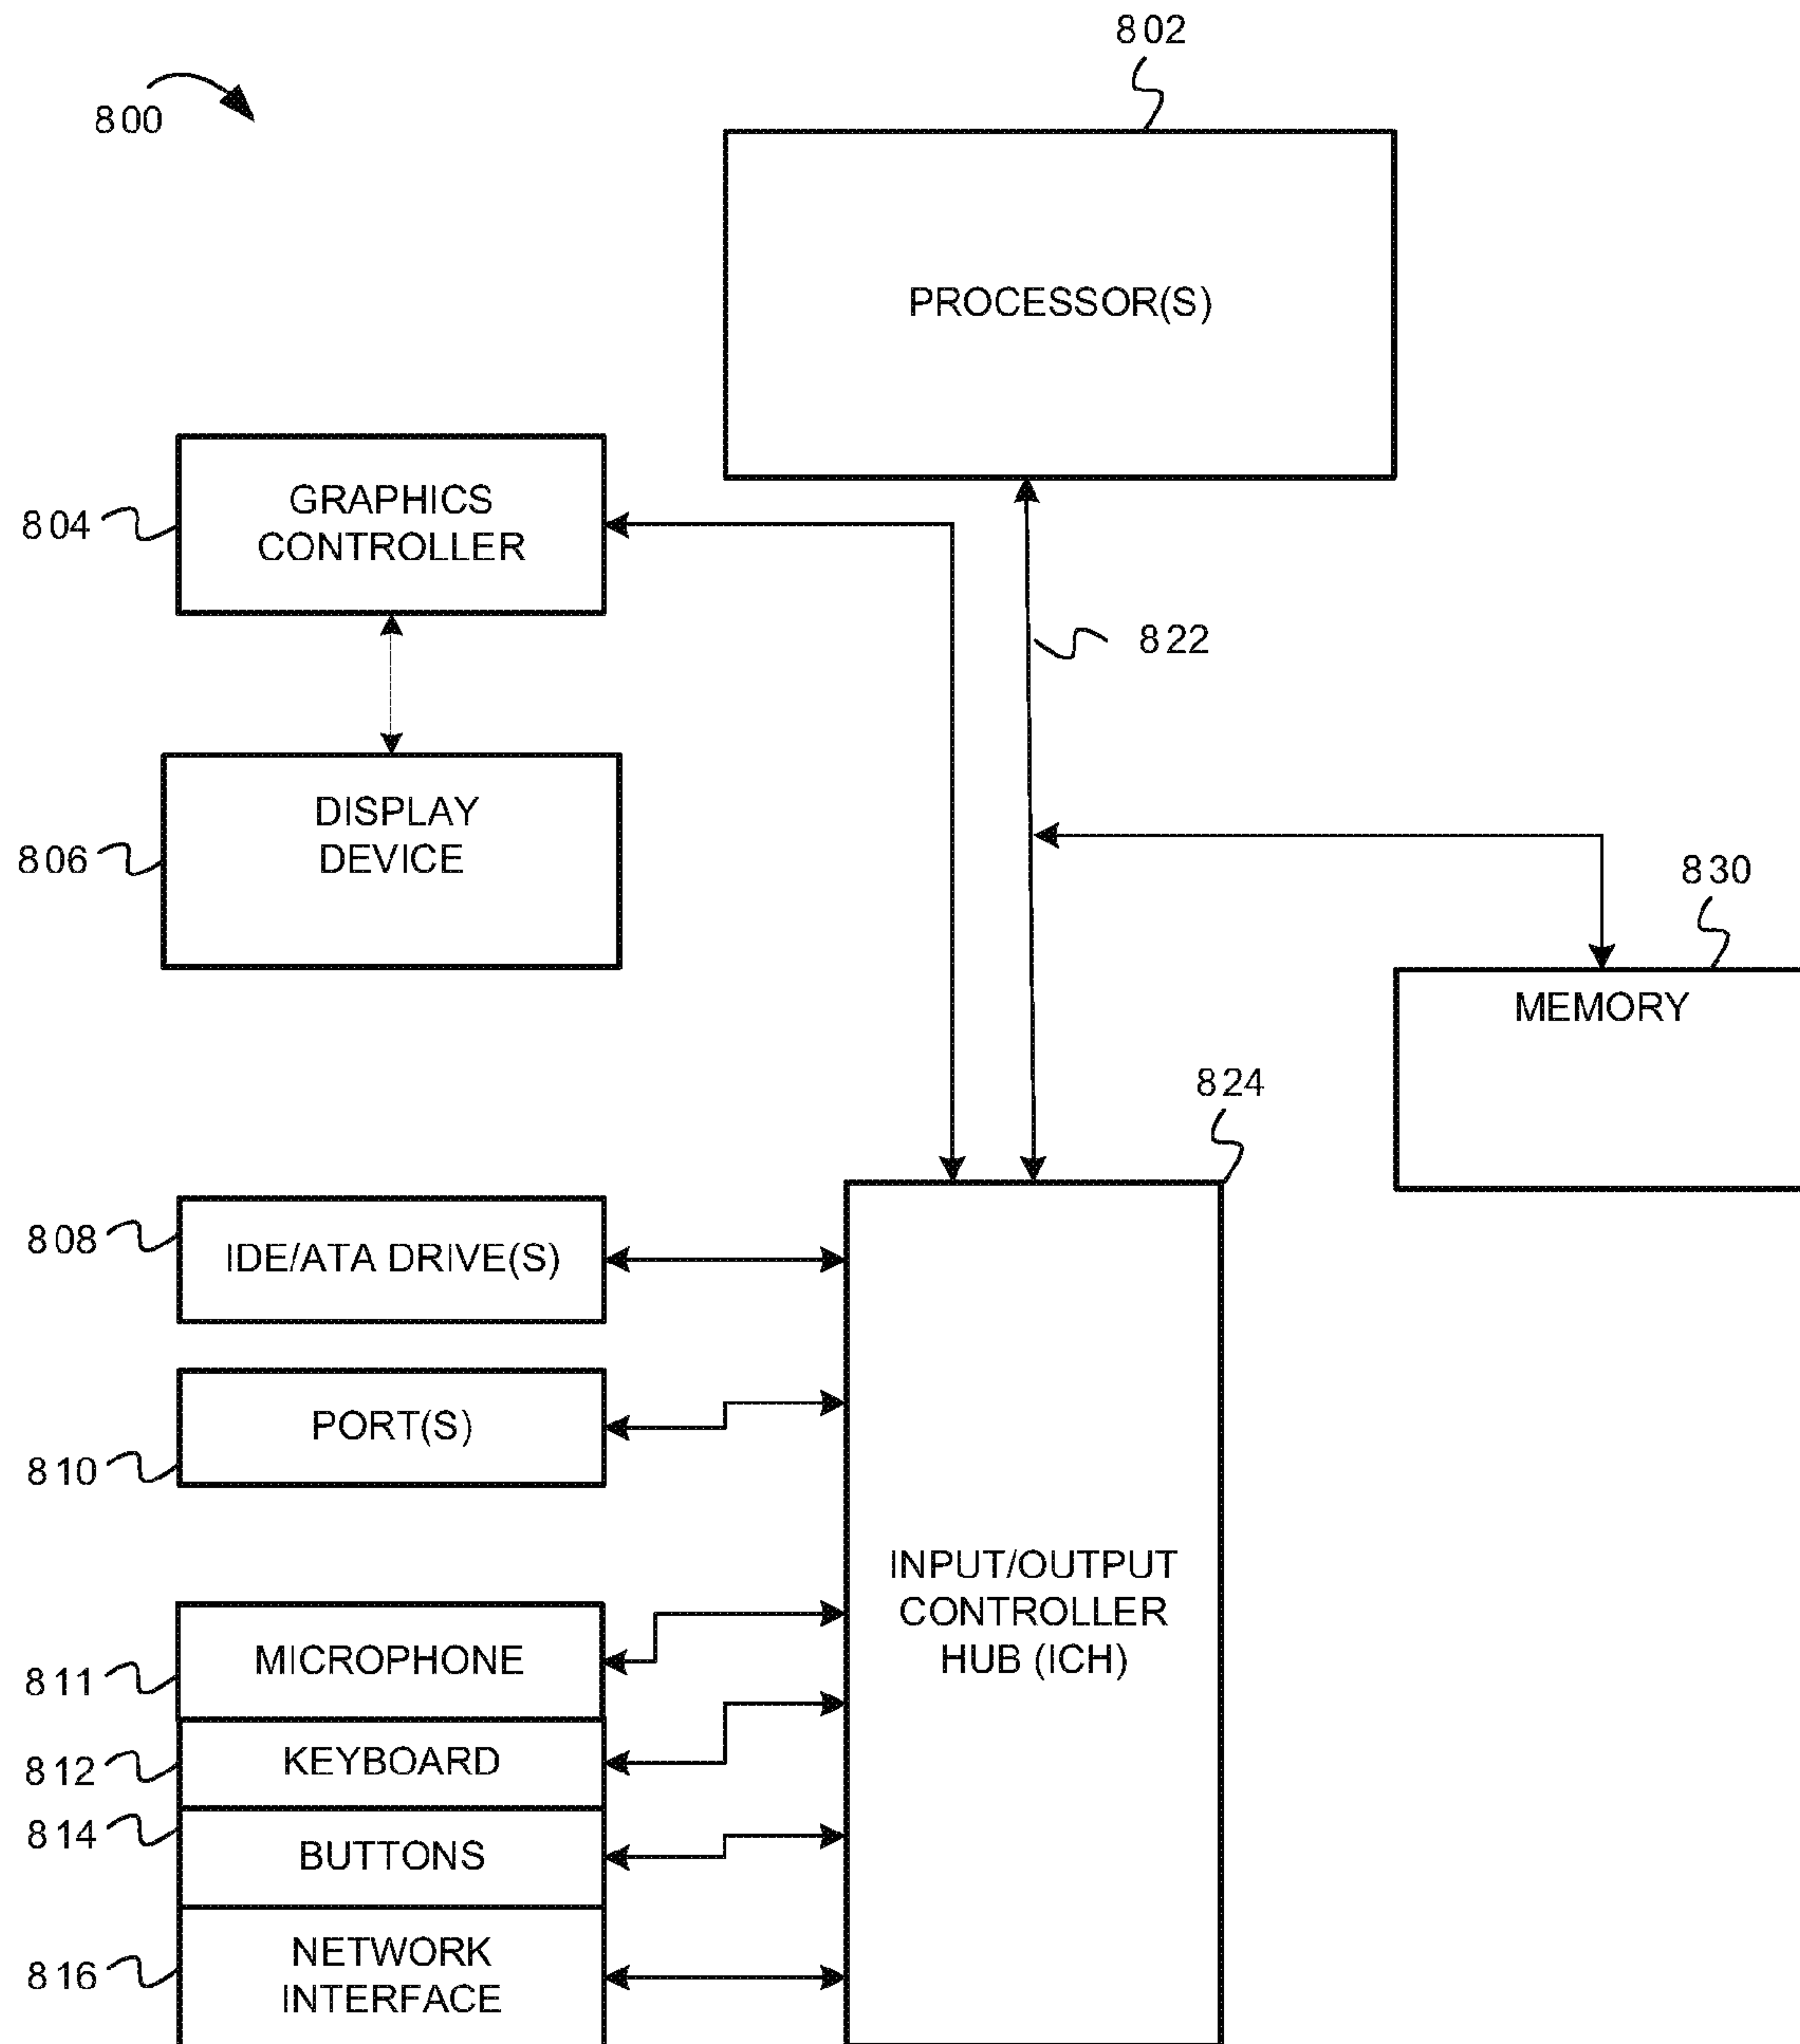 802
800
PROCESSOR(S)
GRAPHICS
CONTROLLER
804
822
DISPLAY
DEVICE
806
830
MEMORY
824
808
IDE/ATA DRIVE(S)
PORT(S)
810
INPUT/OUTPUT
CONTROLLER
HUB (ICH)
MICROPHONE
811
KEYBOARD
812
814
BUTTONS
NETWORK
INTERFACE
816